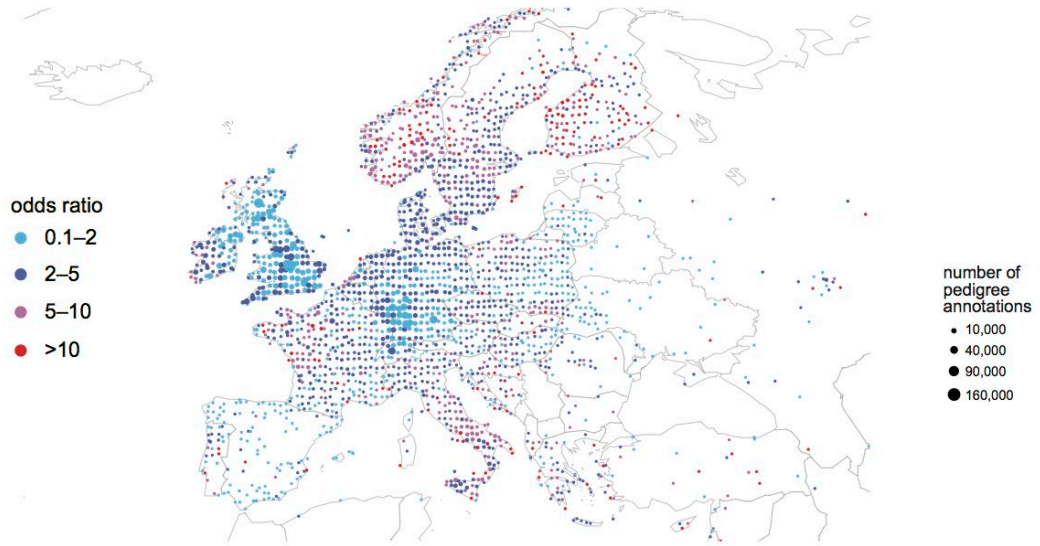 odds ratio
0.1–2
2–5
5–10
>10
number of
pedigree
annotations
10,000
40,000
90,000
160,000